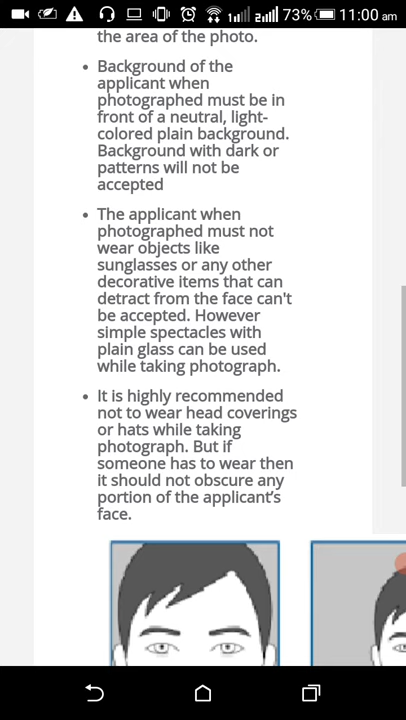 73% 11:00 am
the area of the photo.
Background of the
applicant when
photographed must be in
front of a neutral, light-
colored plain background.
Background with dark or
patterns will not be
accepted
The applicant when
photographed must not
wear objects like
sunglasses or any other
decorative items that can
detract from the face can't
be accepted. However
simple spectacles with
plain glass can be used
while taking photograph.
It is highly recommended
not to wear head coverings
or hats while taking
photograph. But if
someone has to wear then
it should not obscure any
portion of the applicant's
face.